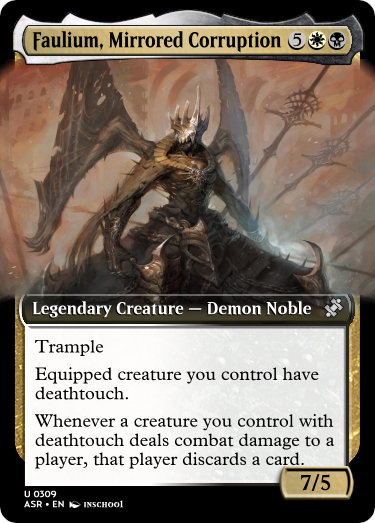 Faulium, Mirrored Corruption 5
Legendary Creature — Demon Noble
Trample
Equipped creature you control have
deathtouch.
Whenever a creature you control with
deathtouch deals combat damage to a
player, that player discards a card.
7/5
U 0309
ASR • EN INSCHOOL